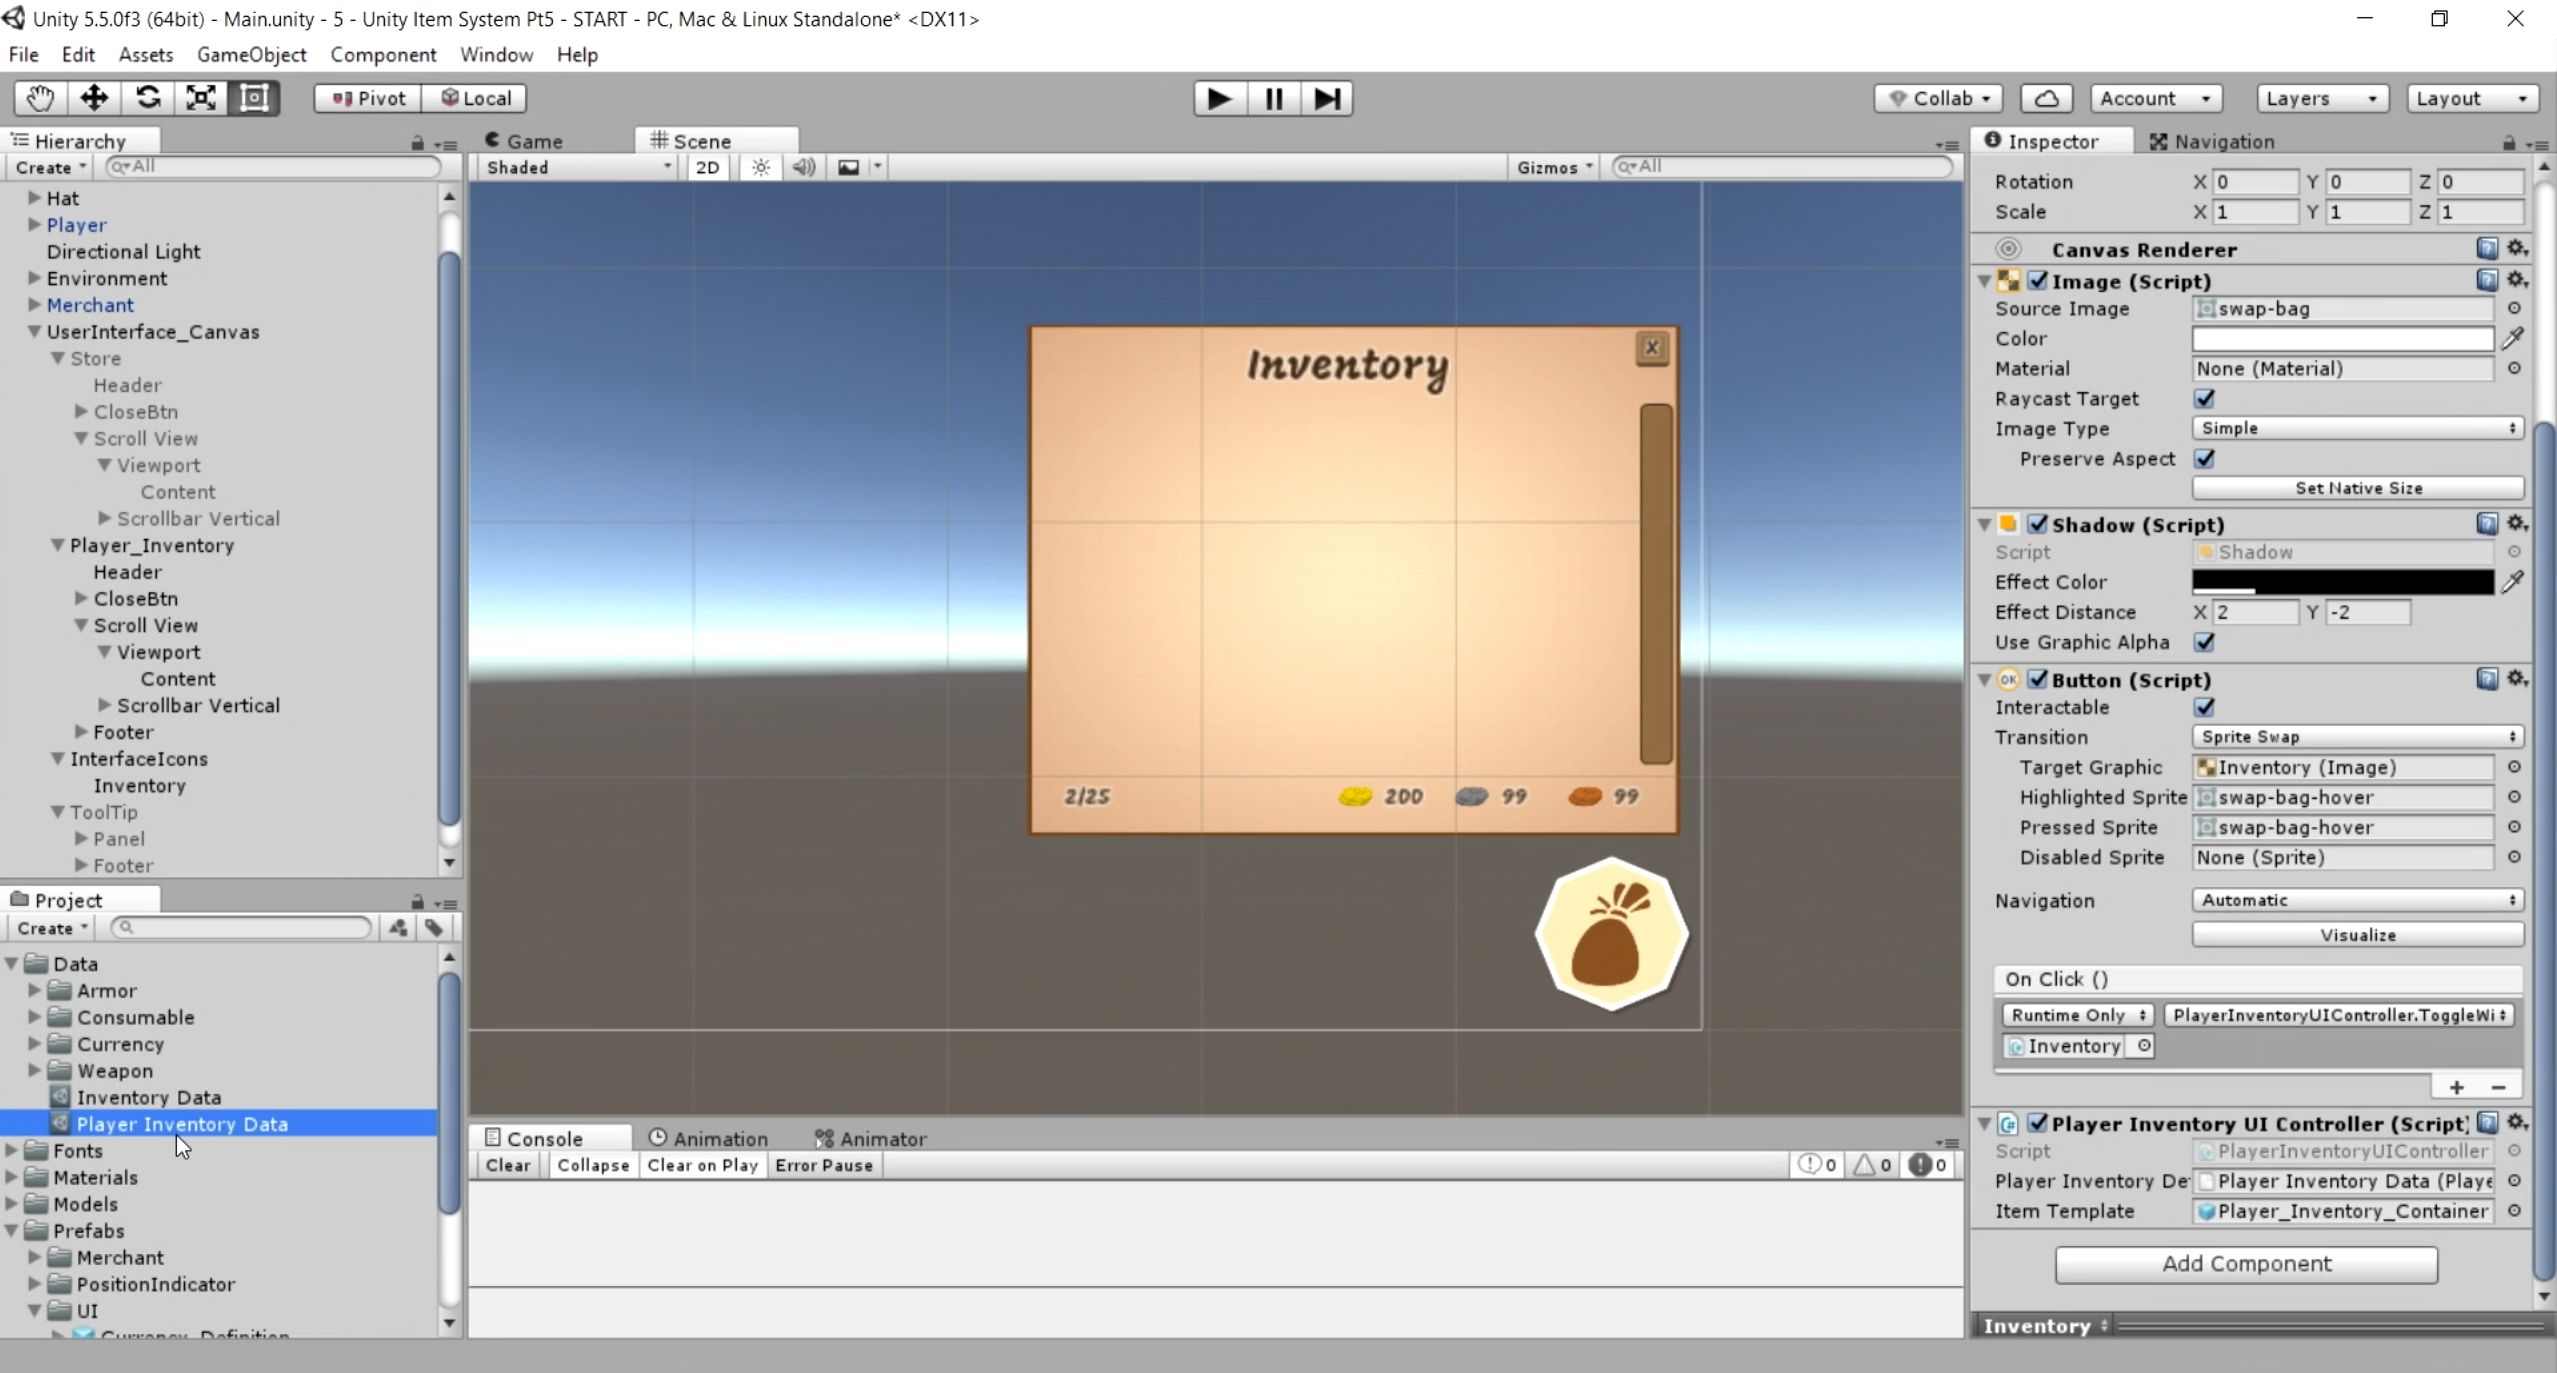 Unity 5.5.0f3 (64bit) - Main.unity - 5 - Unity Item System Pt5 - START - PC, Mac & Linux Standalone* <DX11>
File Edit Assets GameObject Component Window Help
Pivot Local Collab Account Layers Layout
Hierarchy
Create All
Hat
Player
Directional Light
Environment
Merchant
UserInterface_Canvas
Store
Header
CloseBtn
Scroll View
Viewport
Content
Scrollbar Vertical
Player_Inventory
Header
CloseBtn
Scroll View
Viewport
Content
Scrollbar Vertical
Footer
InterfaceIcons
Inventory
ToolTip
Panel
Footer
Project
Create
Data
Armor
Consumable
Currency
Weapon
Inventory Data
Player Inventory Data
Fonts
Materials
Models
Prefabs
Merchant
PositionIndicator
UI
Currency_Definition
Game Scene
Shaded 2D Gizmos All
Inventory
X
2/25 200 99 99
Console Animation Animator
Clear Collapse Clear on Play Error Pause 0 0 0
Inspector Navigation
Rotation X 0 Y 0 Z 0
Scale X 1 Y 1 Z 1
Canvas Renderer
Image (Script)
Source Image swap-bag
Color
Material None (Material)
Raycast Target
Image Type Simple
Preserve Aspect
Set Native Size
Shadow (Script)
Script Shadow
Effect Color
Effect Distance X 2 Y -2
Use Graphic Alpha
OK Button (Script)
Interactable
Transition Sprite Swap
Target Graphic Inventory (Image)
Highlighted Sprite swap-bag-hover
Pressed Sprite swap-bag-hover
Disabled Sprite None (Sprite)
Navigation Automatic
Visualize
On Click ()
Runtime Only PlayerInventoryUIController.ToggleWi
Inventory
+ -
Player Inventory UI Controller (Script)
Script PlayerInventoryUIController
Player Inventory De Player Inventory Data (Playe
Item Template Player_Inventory_Container
Add Component
Inventory